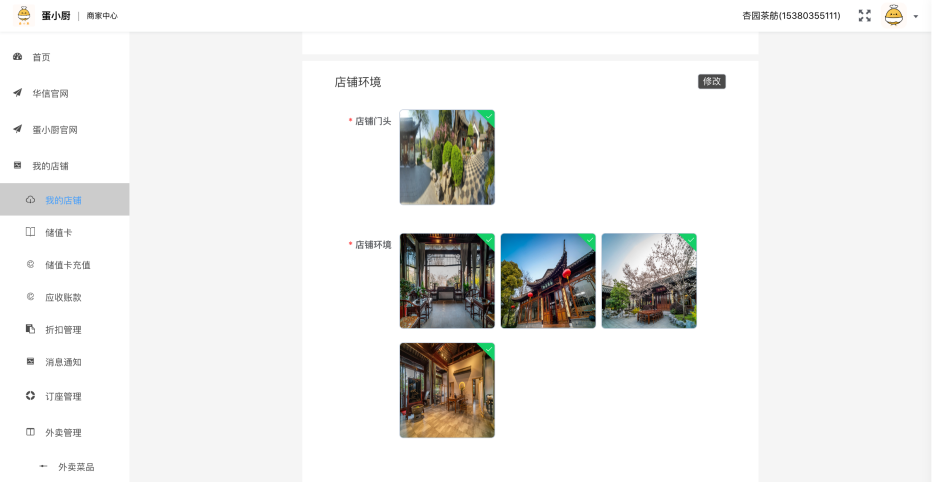 蛋小厨 | 商家中心
杏园茶舫(15380355111)
首页
华信官网
蛋小厨官网
我的店铺
我的店铺
储值卡
储值卡充值
应收账款
折扣管理
消息通知
订座管理
外卖管理
外卖菜品
店铺环境
修改
* 店铺门头
* 店铺环境